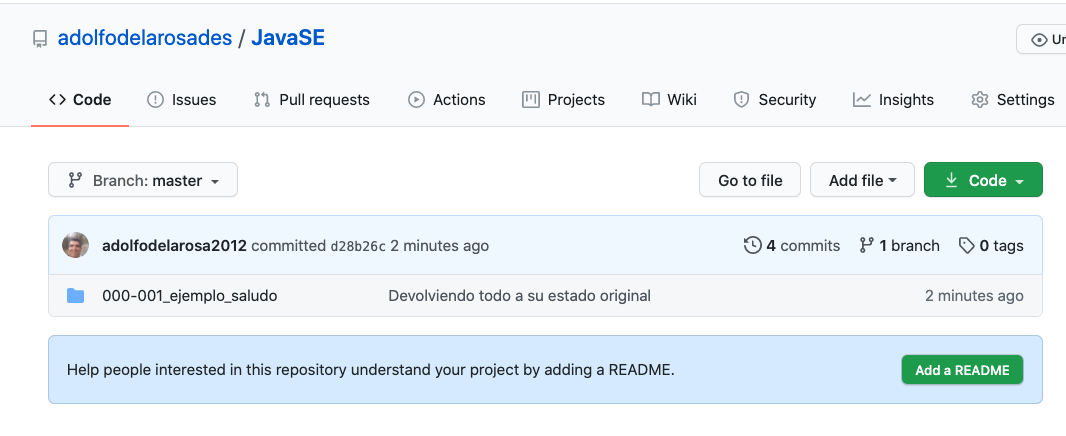 adolfodelarosades / JavaSE
Code Issues Pull requests Actions Projects Wiki Security Insights Settings
Branch: master Go to file Add file Code
adolfodelarosa2012 committed d28b26c 2 minutes ago 4 commits 1 branch 0 tags
000-001_ejemplo_saludo Devolviendo todo a su estado original 2 minutes ago
Help people interested in this repository understand your project by adding a README. Add a README